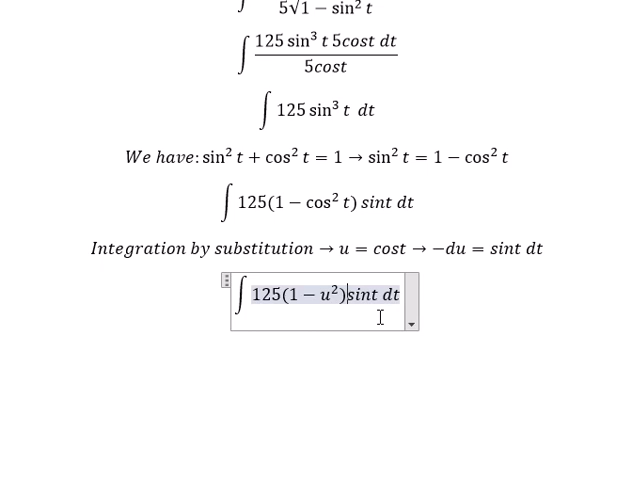 ∫ 5√1 − sin² t
∫ 125 sin³ t 5cost dt / 5cost
∫ 125 sin³ t dt
We have: sin² t + cos² t = 1 → sin² t = 1 − cos² t
∫ 125(1 − cos² t) sint dt
Integration by substitution → u = cost → −du = sint dt
∫ 125(1 − u²)sint dt